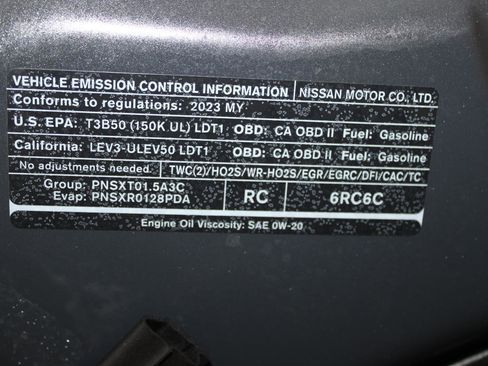 VEHICLE EMISSION CONTROL INFORMATION NISSAN MOTOR CO., LTD.
Conforms to regulations: 2023 MY
U.S. EPA: T3B50 (150K UL) LDT1 OBD: CA OBD II Fuel: Gasoline
California: LEV3-ULEV50 LDT1 OBD: CA OBD II Fuel: Gasoline
No adjustments needed. TWC(2)/HO2S/WR-HO2S/EGR/EGRC/DFI/CAC/TC
Group: PNSXT01.5A3C
Evap: PNSXR0128PDA
RC 6RC6C
Engine Oil Viscosity: SAE 0W-20